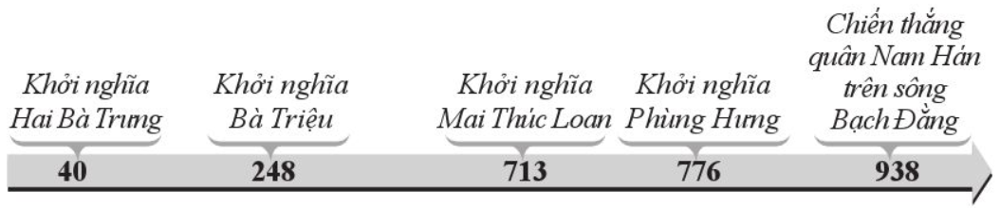 Khởi nghĩa
Hai Bà Trưng
Khởi nghĩa
Bà Triệu
Khởi nghĩa
Mai Thúc Loan
Khởi nghĩa
Phùng Hưng
Chiến thắng
quân Nam Hán
trên sông
Bạch Đằng
40
248
713
776
938